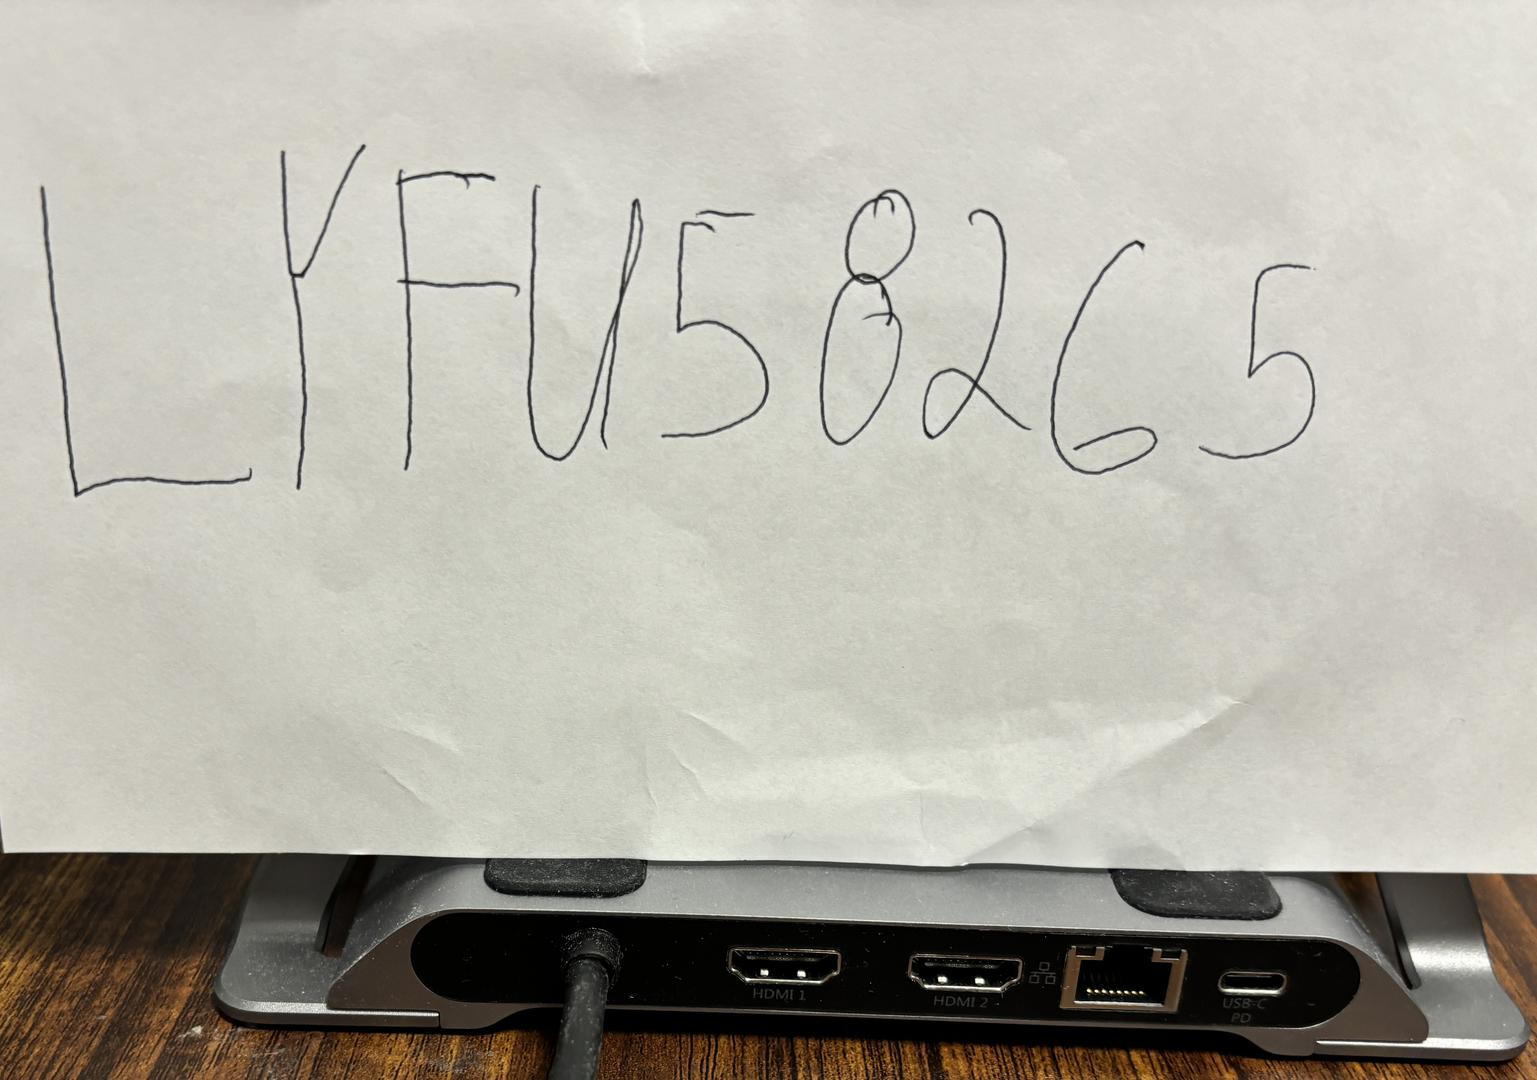 LYFU58265
HDMI 1 HDMI 2 USB-C
PD